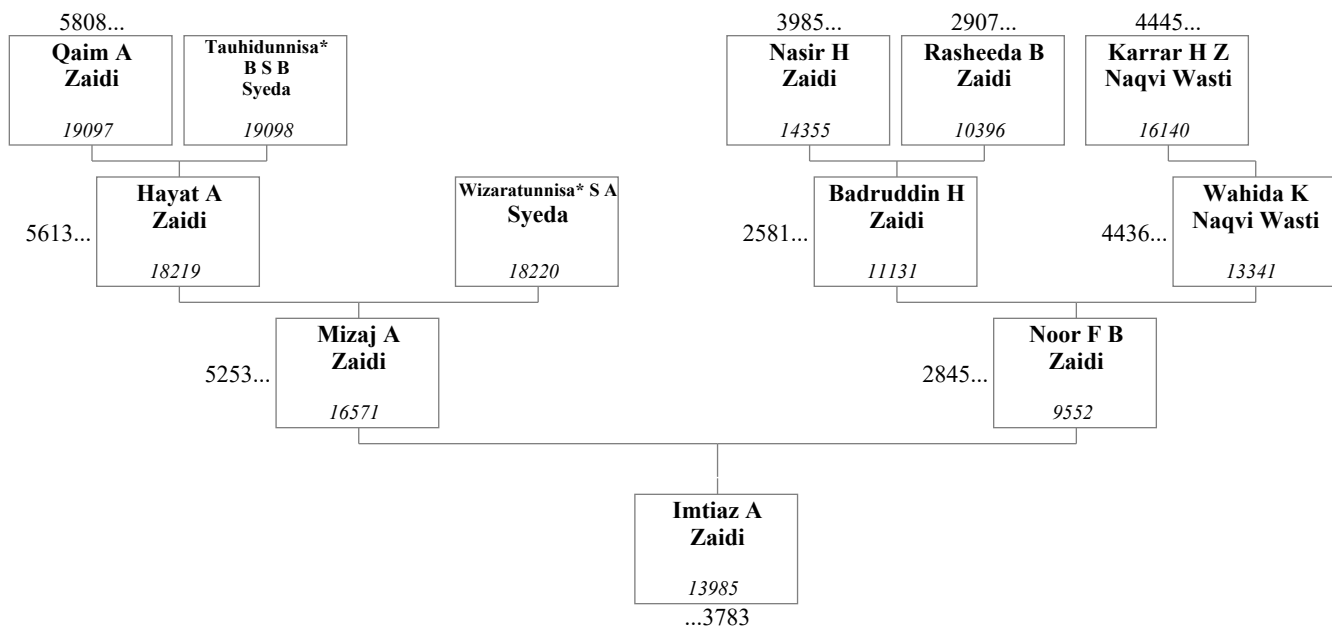 5808...
Qaim A
Zaidi
19097
Tauhidunnisa*
B S B
Syeda
19098
3985...
Nasir H
Zaidi
14355
2907...
Rasheeda B
Zaidi
10396
4445...
Karrar H Z
Naqvi Wasti
16140
5613...
Hayat A
Zaidi
18219
Wizaratunnisa* S A
Syeda
18220
2581...
Badruddin H
Zaidi
11131
4436...
Wahida K
Naqvi Wasti
13341
5253...
Mizaj A
Zaidi
16571
2845...
Noor F B
Zaidi
9552
Imtiaz A
Zaidi
13985
...3783